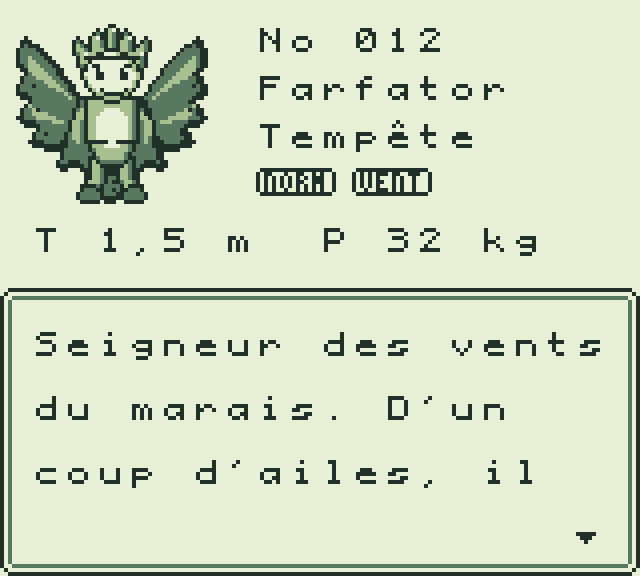 No 012
Farfator
Tempête
NORM VENT
T 1,5 m P 32 kg
Seigneur des vents
du marais. D'un
coup d'ailes, il